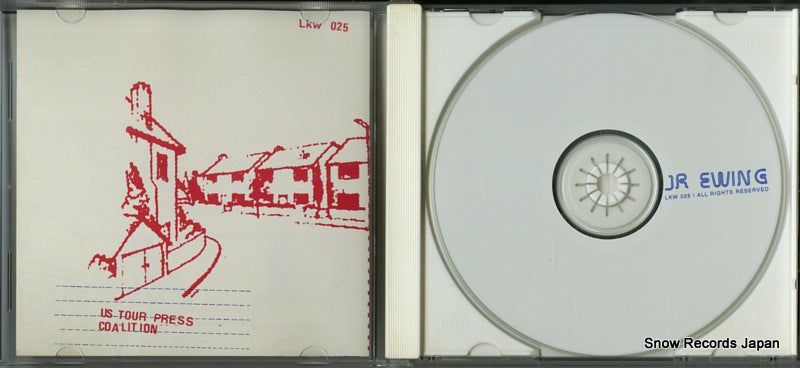 Lkw 025
US TOUR PRESS
COALITION
JR EWING
LKW 025 | ALL RIGHTS RESERVED
Snow Records Japan